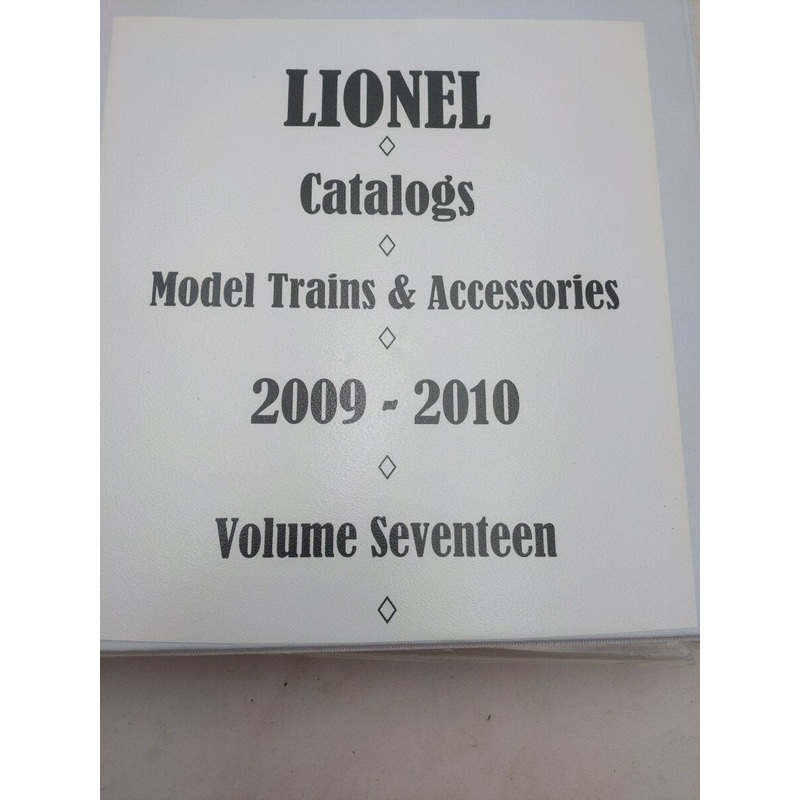 LIONEL
◇
Catalogs
◇
Model Trains & Accessories
◇
2009 - 2010
◇
Volume Seventeen
◇